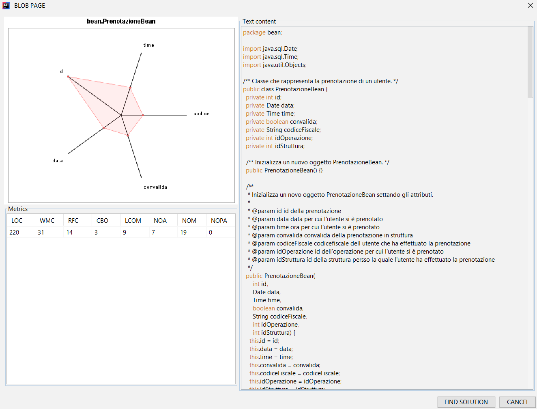 BLOB PAGE
bean.PrenotazioneBean
time
id
data
convalida
Metrics
LOC WMC RFC CBO LCOM NOA NOM NOPA
220 31 14 3 9 7 19 0
Text content
package bean;
import java.sql.Date
import java.sql.Time;
import java.util.Objects
/** Classe che rappresenta la prenotazione di un utente. */
public class PrenotazioneBean {
private int id;
private Date data;
private Time time;
private boolean convalida;
private String codiceFiscale;
private int idOperazione;
private int idStruttura;
/** Inizializza un nuovo oggetto PrenotazioneBean. */
public PrenotazioneBean() {}
/**
* Inizializza un novo oggetto PrenotazioneBean settando gli attributi.
*
* @param id id della prenotazione
* @param data data per cui l'utente si è prenotato
* @param time ora per cui l'utente si è prenotato
* @param convalida convalida della prenotazione in struttura
* @param codiceFiscale codicefiscale dell utente che ha effettuato la prenotazione
* @param idOperazione id dell'operazione per cui l'utente si è prenotato
* @param idStruttura id della struttura persso la quale l'utente ha effettuato la prenotazione
*/
public PrenotazioneBean(
int id,
Date data,
Time time,
boolean convalida,
String codiceFiscale,
int idOperazione,
int idStruttura) {
this.id = id;
this.data = data;
this.time = time;
this.convalida = convalida;
this.codiceFiscale = codiceFiscale;
this.idOperazione = idOperazione;
this.idStruttura = idStruttura;
FIND SOLUTION
CANCEL